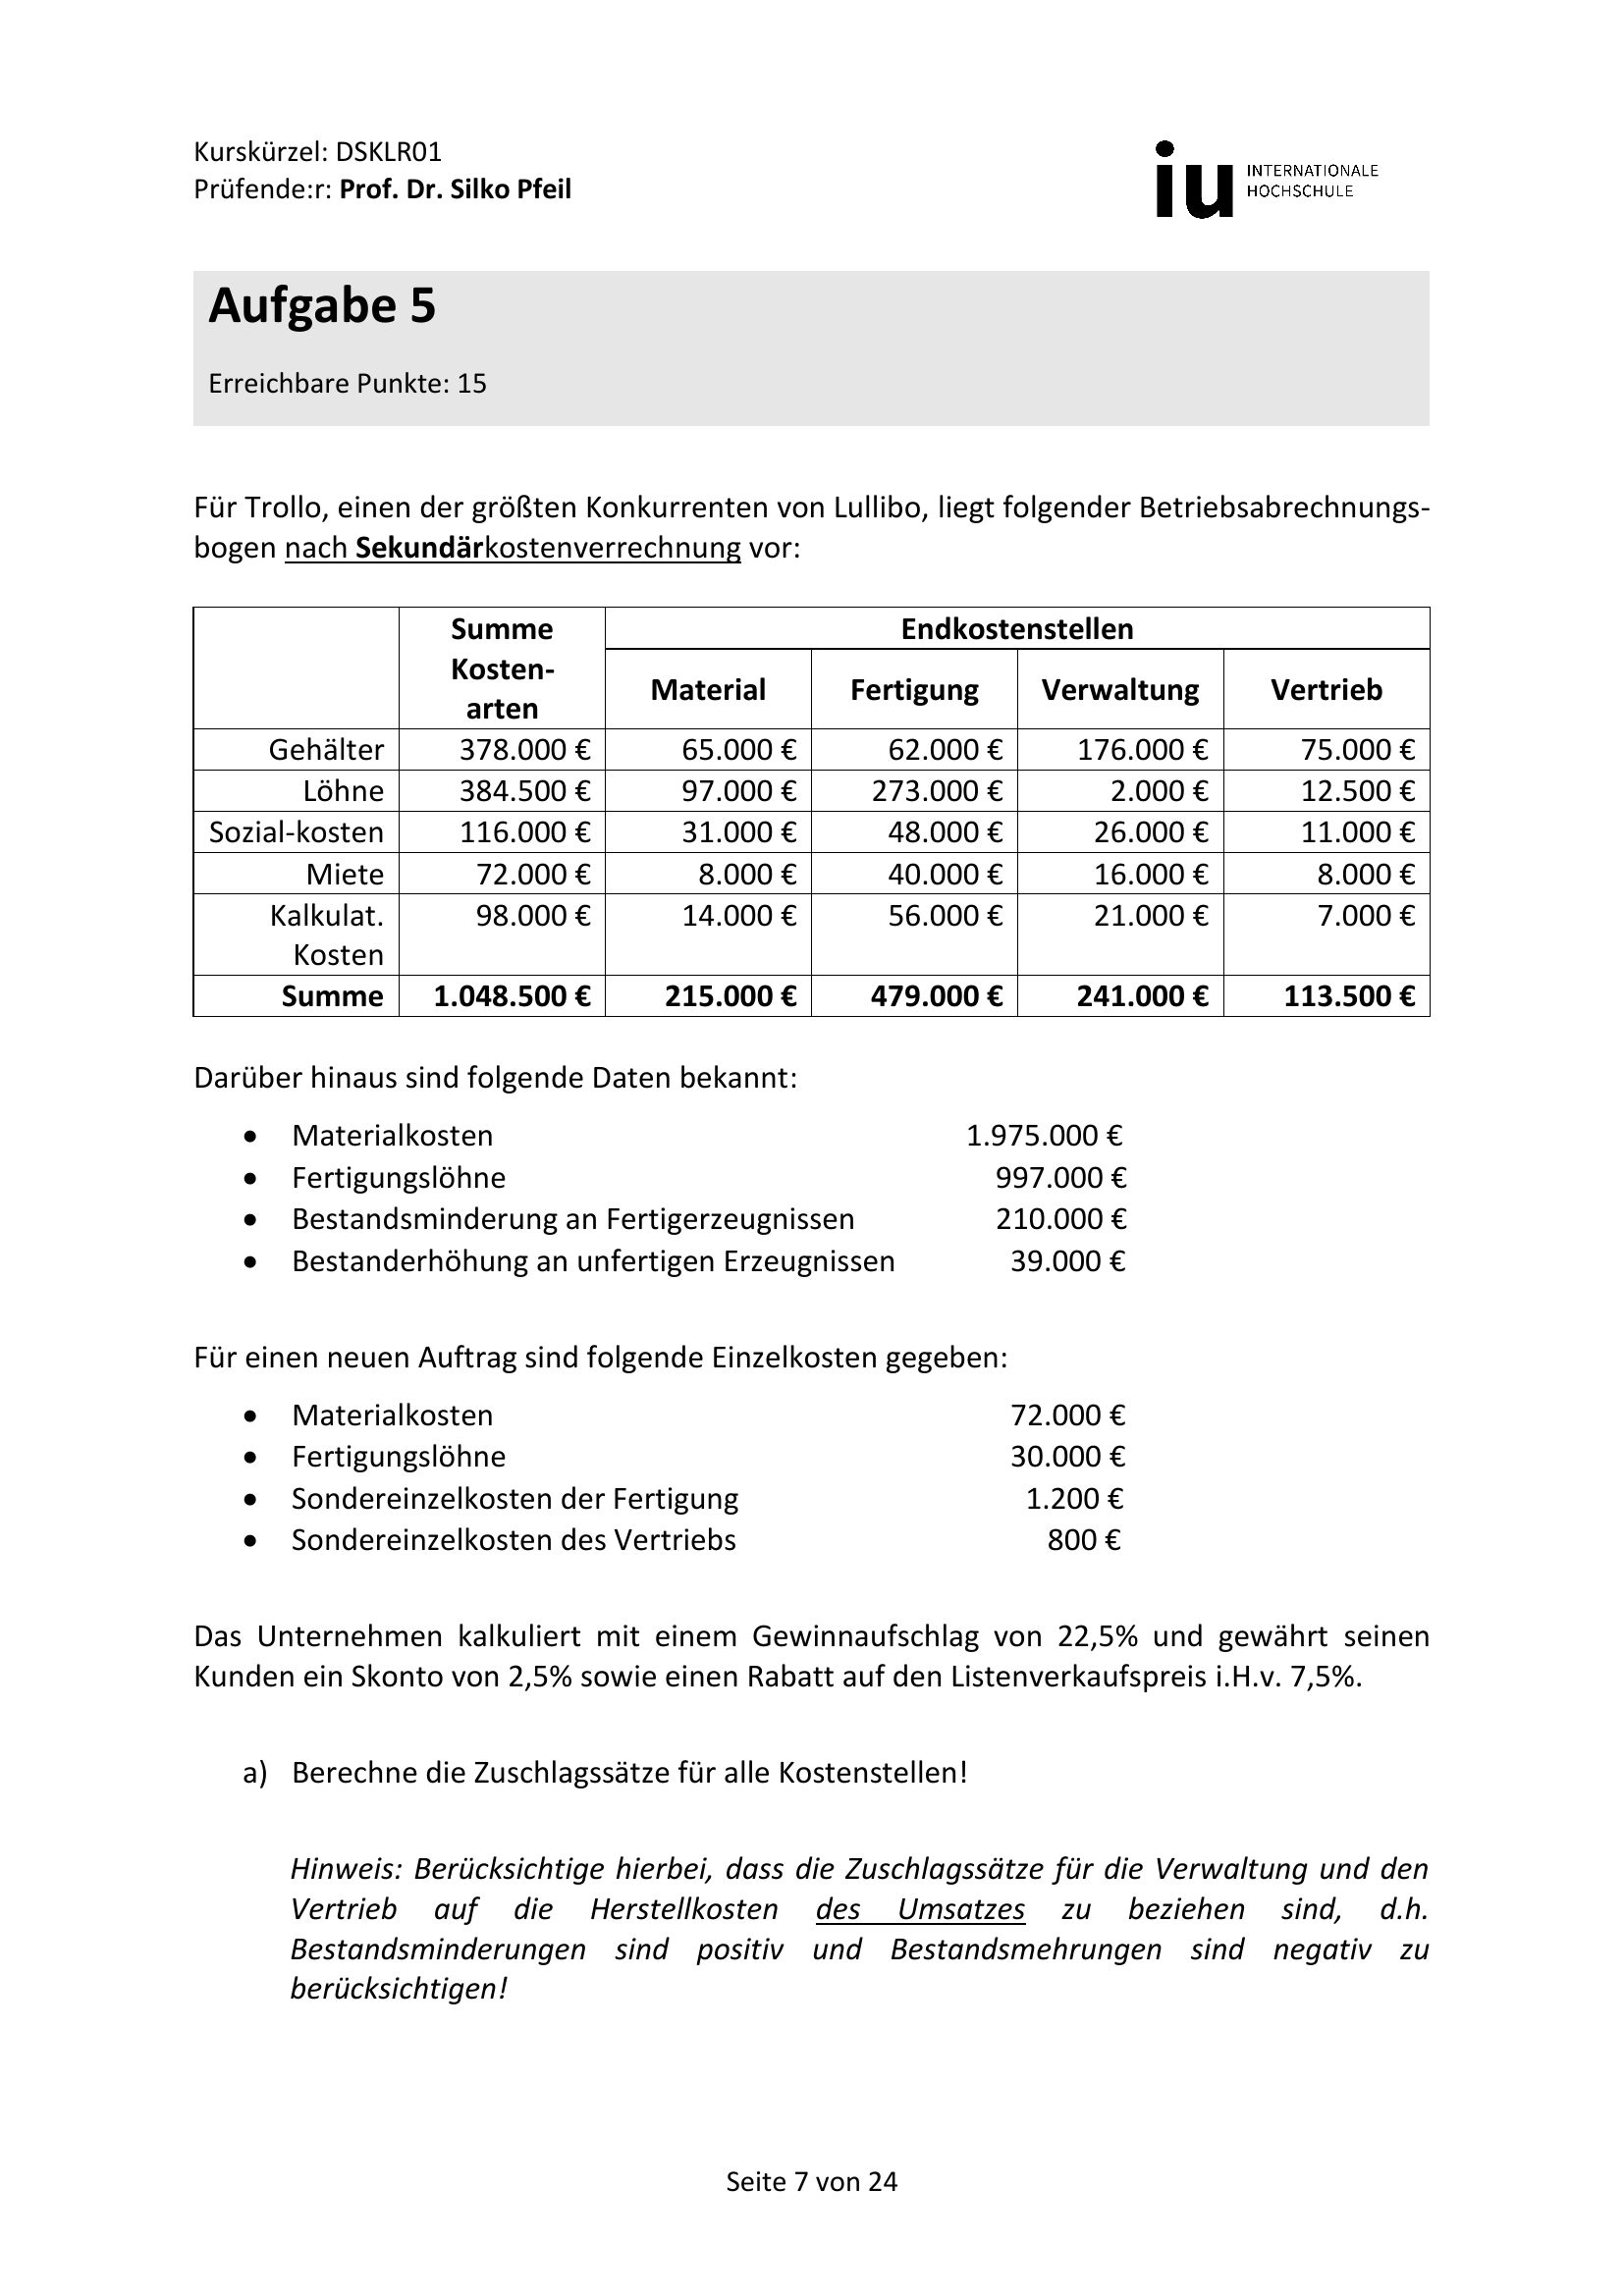 Kurskürzel: DSKLR01
Prüfende:r: Prof. Dr. Silko Pfeil
iu INTERNATIONALE
HOCHSCHULE
Aufgabe 5
Erreichbare Punkte: 15
Für Trollo, einen der größten Konkurrenten von Lullibo, liegt folgender Betriebsabrechnungs-
bogen nach Sekundärkostenverrechnung vor:
Summe Kosten-arten Endkostenstellen
Material Fertigung Verwaltung Vertrieb
Gehälter 378.000 € 65.000 € 62.000 € 176.000 € 75.000 €
Löhne 384.500 € 97.000 € 273.000 € 2.000 € 12.500 €
Sozial-kosten 116.000 € 31.000 € 48.000 € 26.000 € 11.000 €
Miete 72.000 € 8.000 € 40.000 € 16.000 € 8.000 €
Kalkulat. 98.000 € 14.000 € 56.000 € 21.000 € 7.000 €
Kosten
Summe 1.048.500 € 215.000 € 479.000 € 241.000 € 113.500 €
Darüber hinaus sind folgende Daten bekannt:
• Materialkosten 1.975.000 €
• Fertigungslöhne 997.000 €
• Bestandsminderung an Fertigerzeugnissen 210.000 €
• Bestanderhöhung an unfertigen Erzeugnissen 39.000 €
Für einen neuen Auftrag sind folgende Einzelkosten gegeben:
• Materialkosten 72.000 €
• Fertigungslöhne 30.000 €
• Sondereinzelkosten der Fertigung 1.200 €
• Sondereinzelkosten des Vertriebs 800 €
Das Unternehmen kalkuliert mit einem Gewinnaufschlag von 22,5% und gewährt seinen
Kunden ein Skonto von 2,5% sowie einen Rabatt auf den Listenverkaufspreis i.H.v. 7,5%.
a) Berechne die Zuschlagssätze für alle Kostenstellen!
Hinweis: Berücksichtige hierbei, dass die Zuschlagssätze für die Verwaltung und den
Vertrieb auf die Herstellkosten des Umsatzes zu beziehen sind, d.h.
Bestandsminderungen sind positiv und Bestandsmehrungen sind negativ zu
berücksichtigen!
Seite 7 von 24